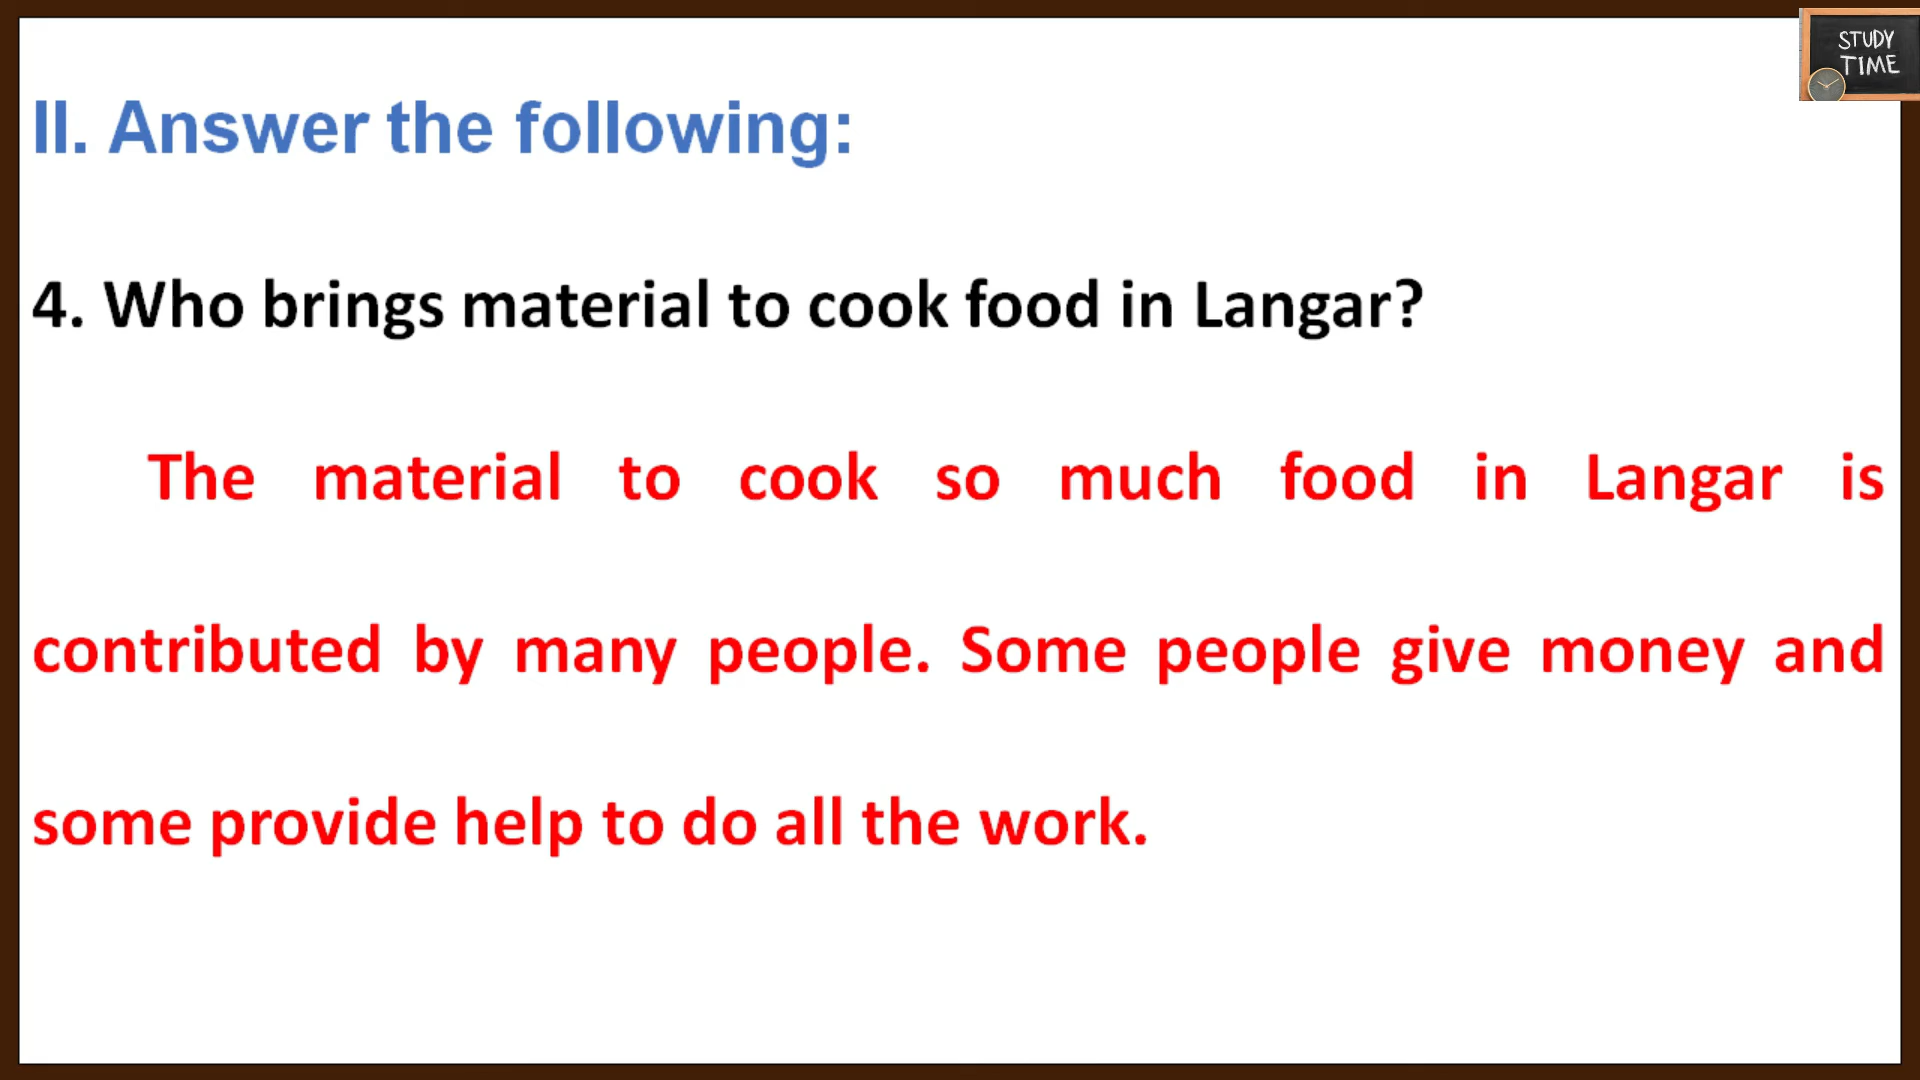 STUDY
TIME
II. Answer the following:
4. Who brings material to cook food in Langar?
The material to cook so much food in Langar is
contributed by many people. Some people give money and
some provide help to do all the work.